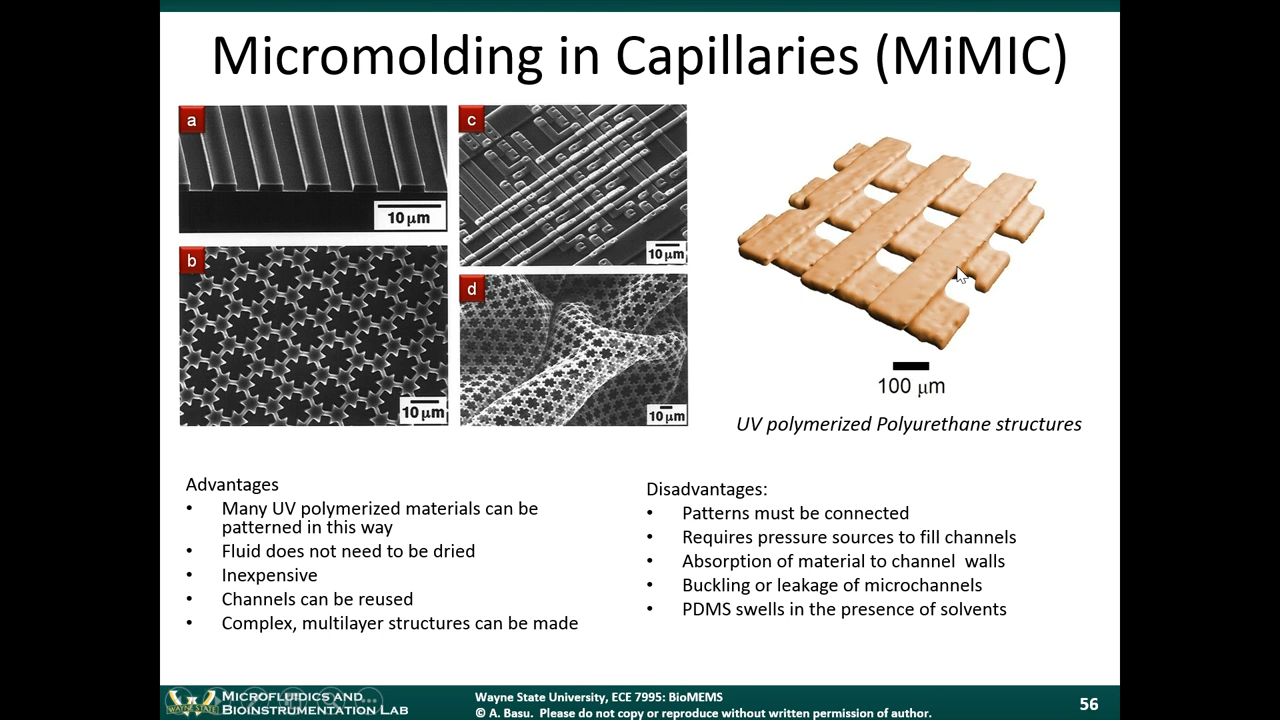 Micromolding in Capillaries (MiMIC)
a
10 μm
b
10 μm
c
10 μm
d
10 μm
100 μm
UV polymerized Polyurethane structures
Advantages
• Many UV polymerized materials can be
patterned in this way
• Fluid does not need to be dried
• Inexpensive
• Channels can be reused
• Complex, multilayer structures can be made
Disadvantages:
• Patterns must be connected
• Requires pressure sources to fill channels
• Absorption of material to channel walls
• Buckling or leakage of microchannels
• PDMS swells in the presence of solvents
WAYNE STATE
MICROFLUIDICS AND
BIOINSTRUMENTATION LAB
Wayne State University, ECE 7995: BioMEMS
© A. Basu. Please do not copy or reproduce without written permission of author.
56